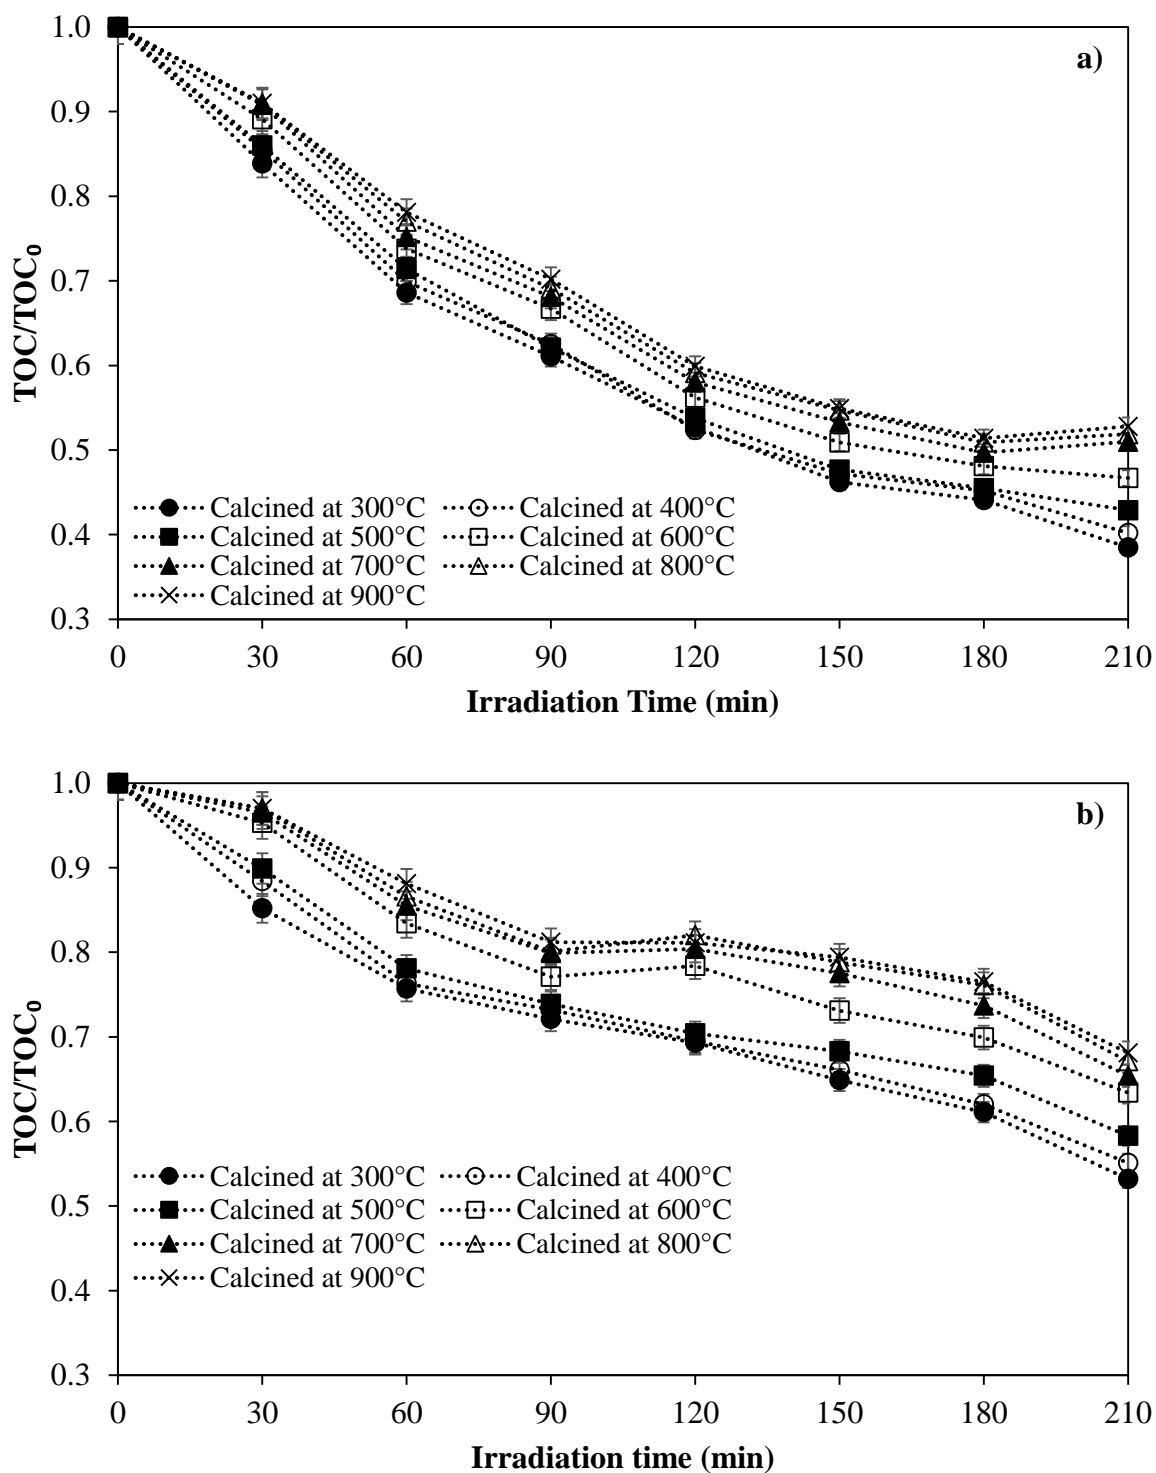 1.0
a)
0.9
0.8
0.7
0.6
0.5
0.4
0.3
TOC/TOC₀
Calcined at 300°C
Calcined at 400°C
Calcined at 500°C
Calcined at 600°C
Calcined at 700°C
Calcined at 800°C
Calcined at 900°C
0 30 60 90 120 150 180 210
Irradiation Time (min)
1.0
b)
0.9
0.8
0.7
0.6
0.5
0.4
0.3
TOC/TOC₀
Calcined at 300°C
Calcined at 400°C
Calcined at 500°C
Calcined at 600°C
Calcined at 700°C
Calcined at 800°C
Calcined at 900°C
0 30 60 90 120 150 180 210
Irradiation time (min)